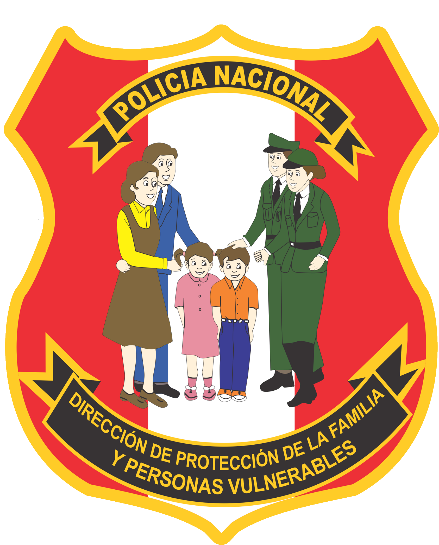 POLICIA NACIONAL
DIRECCIÓN DE PROTECCIÓN DE LA FAMILIA
Y PERSONAS VULNERABLES